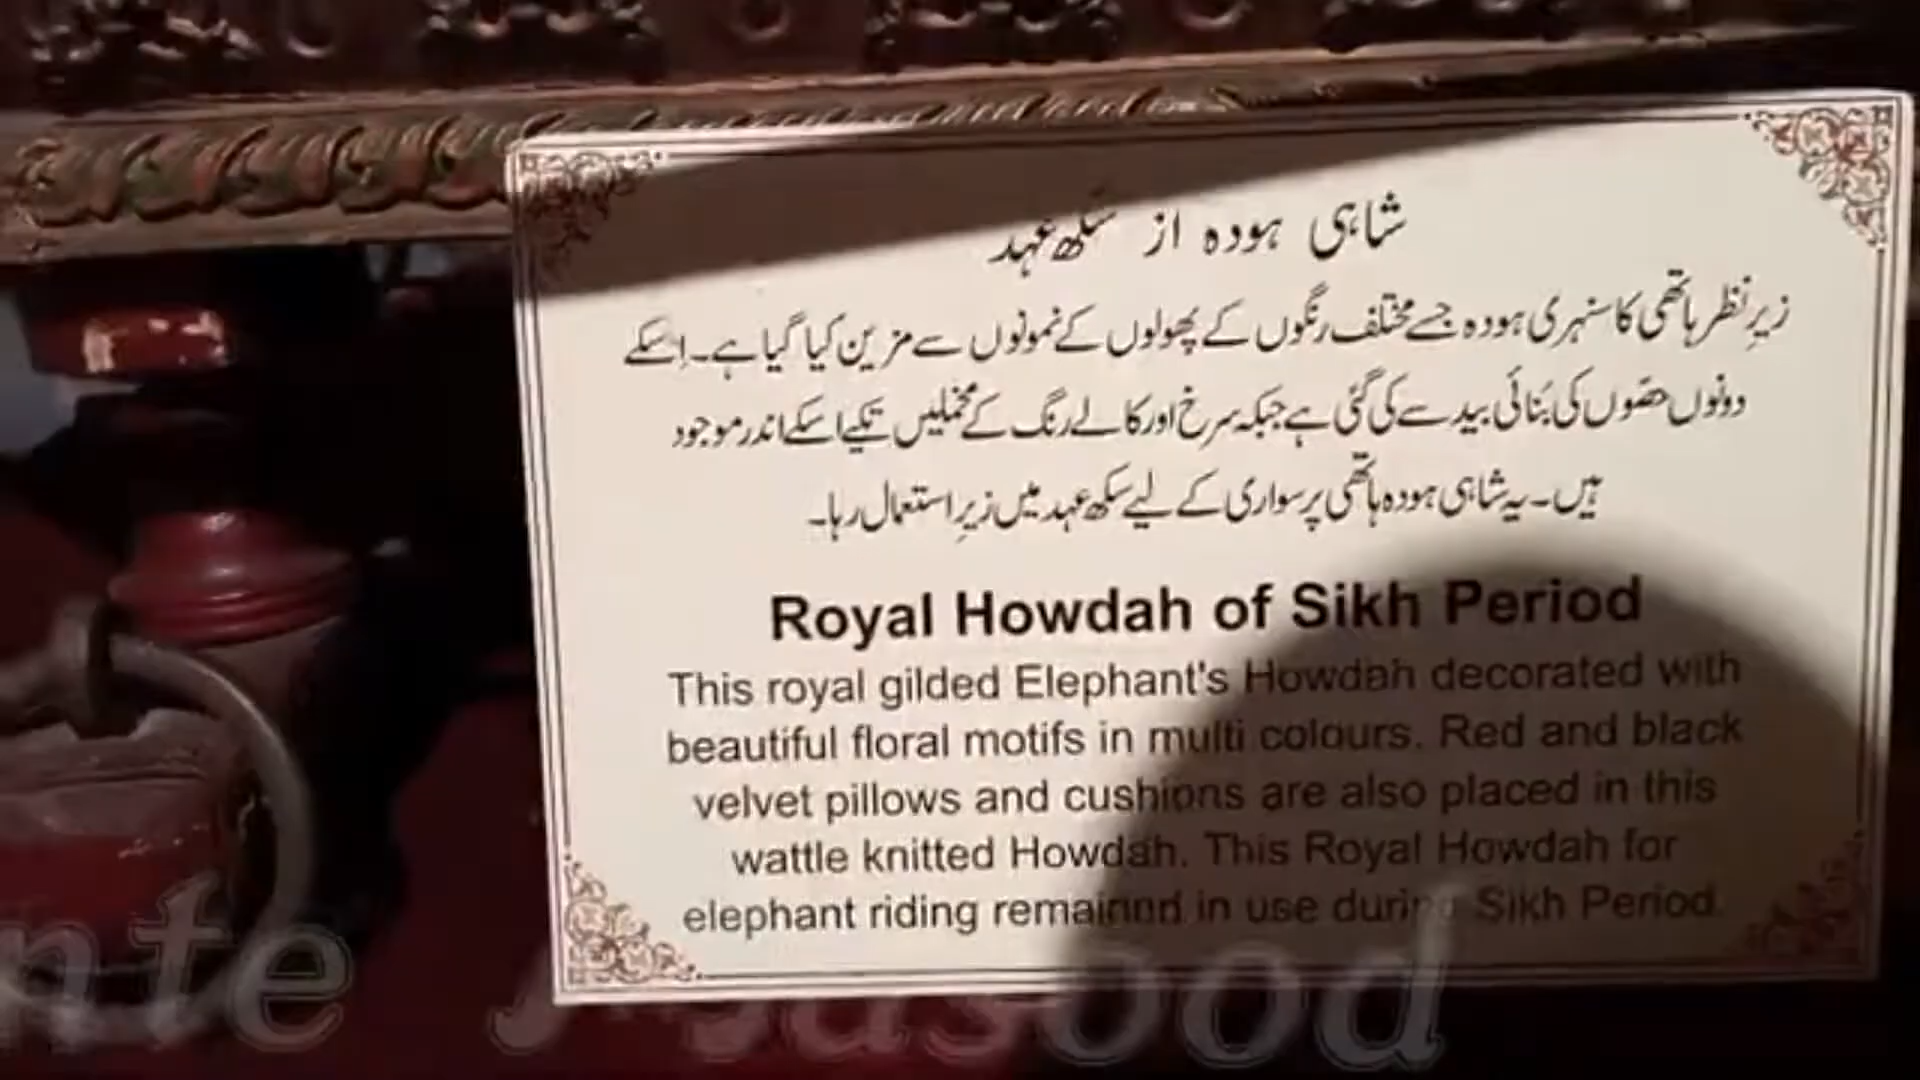 شاہی ہودہ از سکھ عہد
زیرِ نظر ہاتھی کا سنہری ہودہ جسے مختلف رنگوں کے پھولوں کے نمونوں سے مزین کیا گیا ہے۔ اِسکے
دونوں حصّوں کی بُنائی بید سے کی گئی ہے جبکہ سرخ اور کالے رنگ کے مخملیں تکیے اسکے اندر موجود
ہیں۔ یہ شاہی ہودہ ہاتھی پر سواری کے لیے سکھ عہد میں زیرِ استعمال رہا۔
Royal Howdah of Sikh Period
This royal gilded Elephant's Howdah decorated with
beautiful floral motifs in multi colours. Red and black
velvet pillows and cushions are also placed in this
wattle knitted Howdah. This Royal Howdah for
elephant riding remained in use during Sikh Period.